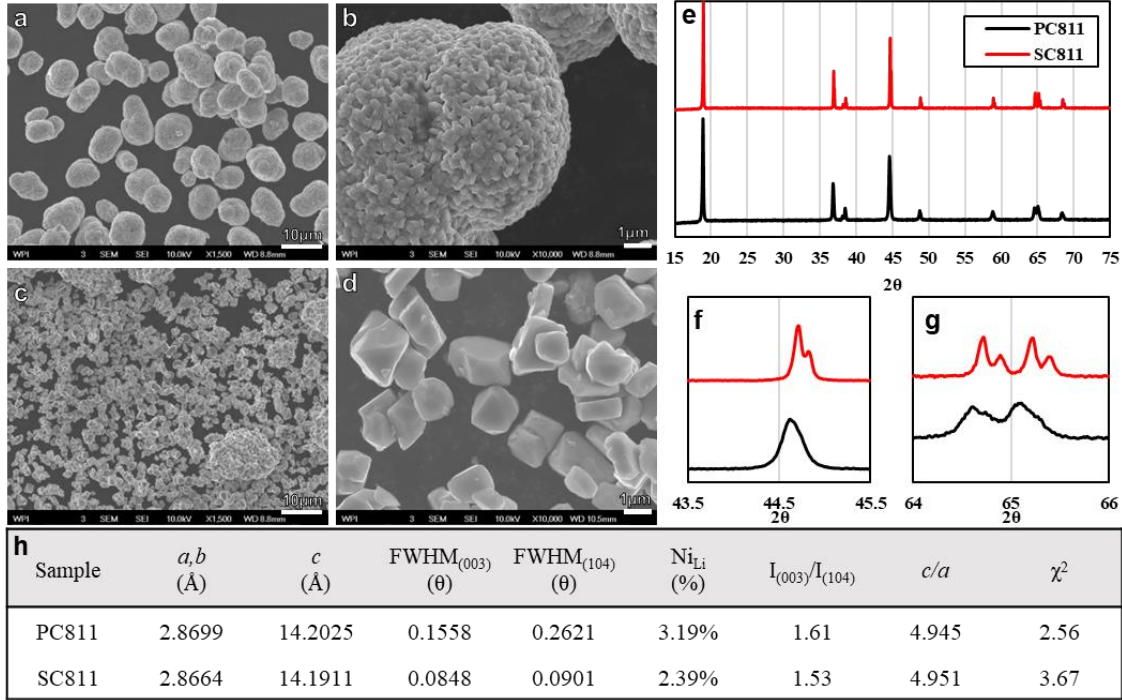 a
10μm
WPI 3 SEM SEI 10.0kV X1,500 WD 8.8mm
b
1μm
WPI 3 SEM SEI 10.0kV X10,000 WD 8.8mm
c
10μm
WPI 3 SEM SEI 10.0kV X1,500 WD 8.8mm
d
1μm
WPI 3 SEM SEI 10.0kV X10,000 WD 10.5mm
e
PC811
SC811
15 20 25 30 35 40 45 50 55 60 65 70 75
2θ
f
43.5 44.5 45.5
2θ
g
64 65 66
2θ
h
Sample a,b (Å) c (Å) FWHM(003) (θ) FWHM(104) (θ) NiLi (%) I(003)/I(104) c/a χ²
PC811 2.8699 14.2025 0.1558 0.2621 3.19% 1.61 4.945 2.56
SC811 2.8664 14.1911 0.0848 0.0901 2.39% 1.53 4.951 3.67